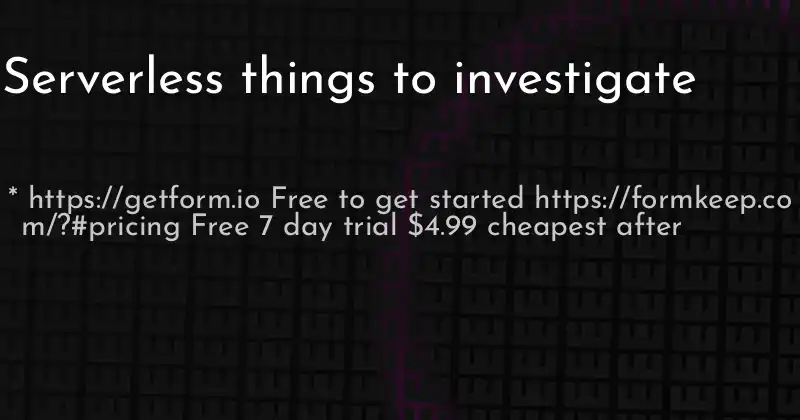 Serverless things to investigate
* https://getform.io Free to get started https://formkeep.co
m/?#pricing Free 7 day trial $4.99 cheapest after